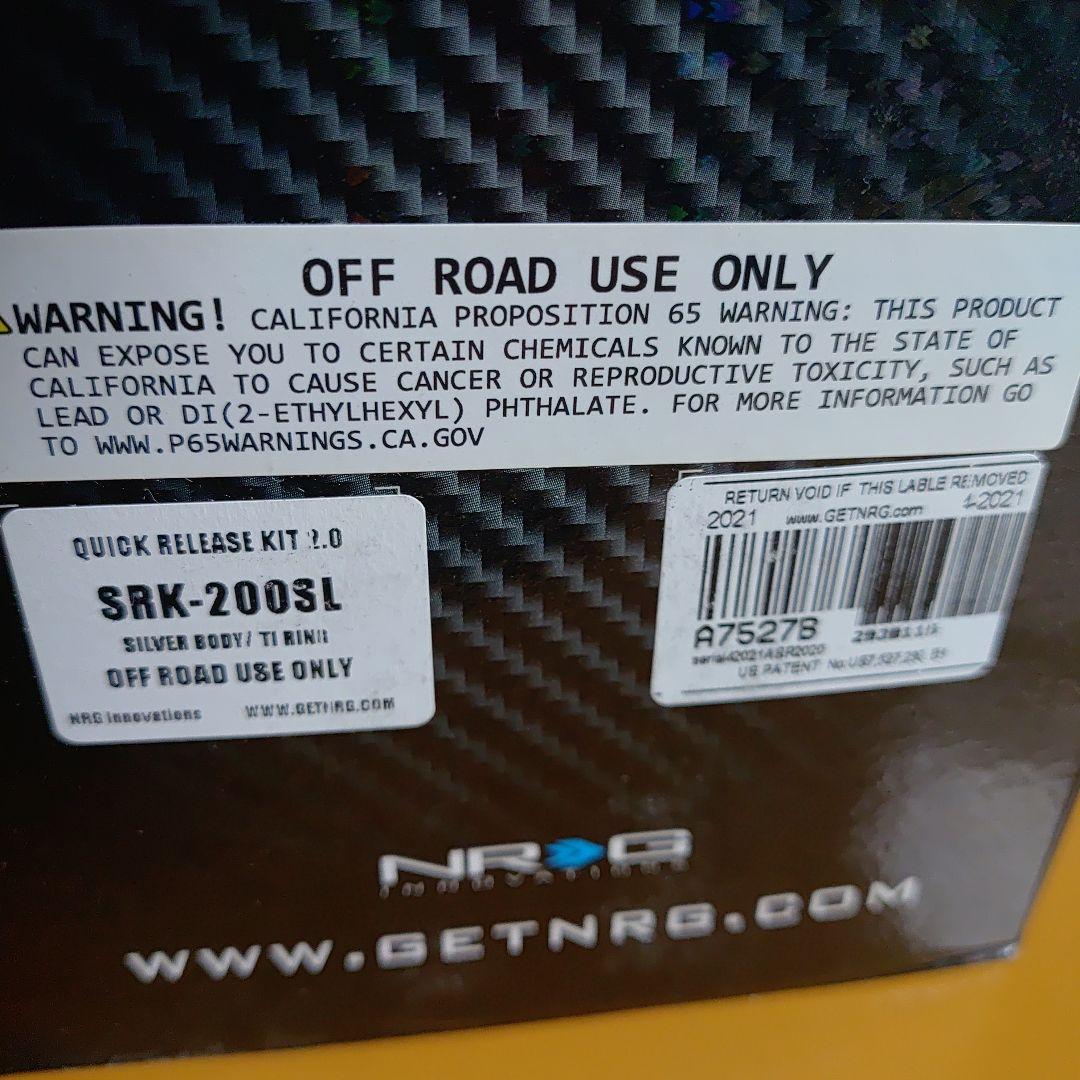 OFF ROAD USE ONLY
WARNING! CALIFORNIA PROPOSITION 65 WARNING: THIS PRODUCT
CAN EXPOSE YOU TO CERTAIN CHEMICALS KNOWN TO THE STATE OF
CALIFORNIA TO CAUSE CANCER OR REPRODUCTIVE TOXICITY, SUCH AS
LEAD OR DI(2-ETHYLHEXYL) PHTHALATE. FOR MORE INFORMATION GO
TO WWW.P65WARNINGS.CA.GOV
QUICK RELEASE KIT 2.0
SRK-200SL
SILVER BODY/ TI RING
OFF ROAD USE ONLY
NRG Innovations WWW.GETNRG.COM
RETURN VOID IF THIS LABLE REMOVED
2021 www.GETNRG.com 1-2021
A7527B
US PATENT
NRG
INNOVATIONS
WWW.GETNRG.COM